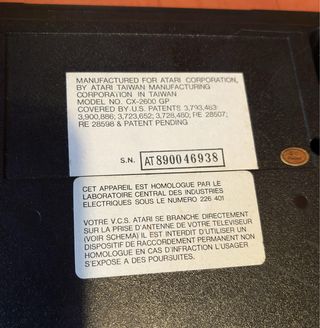 MANUFACTURED FOR ATARI CORPORATION,
BY ATARI TAIWAN MANUFACTURING
CORPORATION IN TAIWAN
MODEL NO. CX-2600 GP
COVERED BY U.S. PATENTS 3,793,483
3,900,886; 3,723,652; 3,728,480; RE 28507;
RE 28598 & PATENT PENDING
S.N. AT890046938
CET APPAREIL EST HOMOLOGUE PAR LE
LABORATOIRE CENTRAL DES INDUSTRIES
ELECTRIQUES SOUS LE NUMERO 226 401
VOTRE V.C.S. ATARI SE BRANCHE DIRECTEMENT
SUR LA PRISE D'ANTENNE DE VOTRE TELEVISEUR
(VOIR SCHEMA) IL EST INTERDIT D'UTILISER UN
DISPOSITIF DE RACCORDEMENT PERMANENT NON
HOMOLOGUE EN CAS D'INFRACTION L'USAGER
S'EXPOSE A DES POURSUITES.